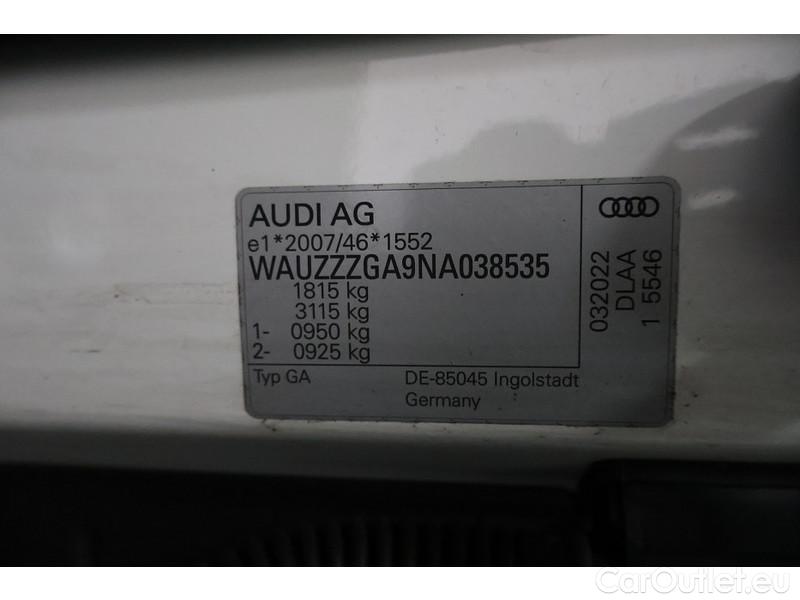 AUDI AG
e1*2007/46*1552
WAUZZZGA9NA038535
1815 kg
3115 kg
1- 0950 kg
2- 0925 kg
Typ GA DE-85045 Ingolstadt
Germany
032022
DLAA
1 5546
CarOutlet.eu